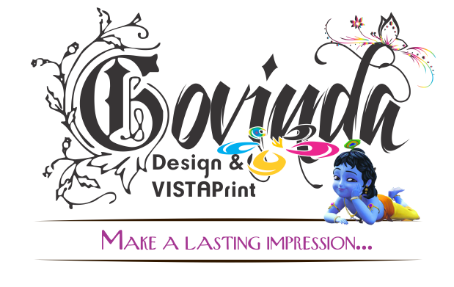 Govinda
Design &
VISTAPrint
MAKE A LASTING IMPRESSION...